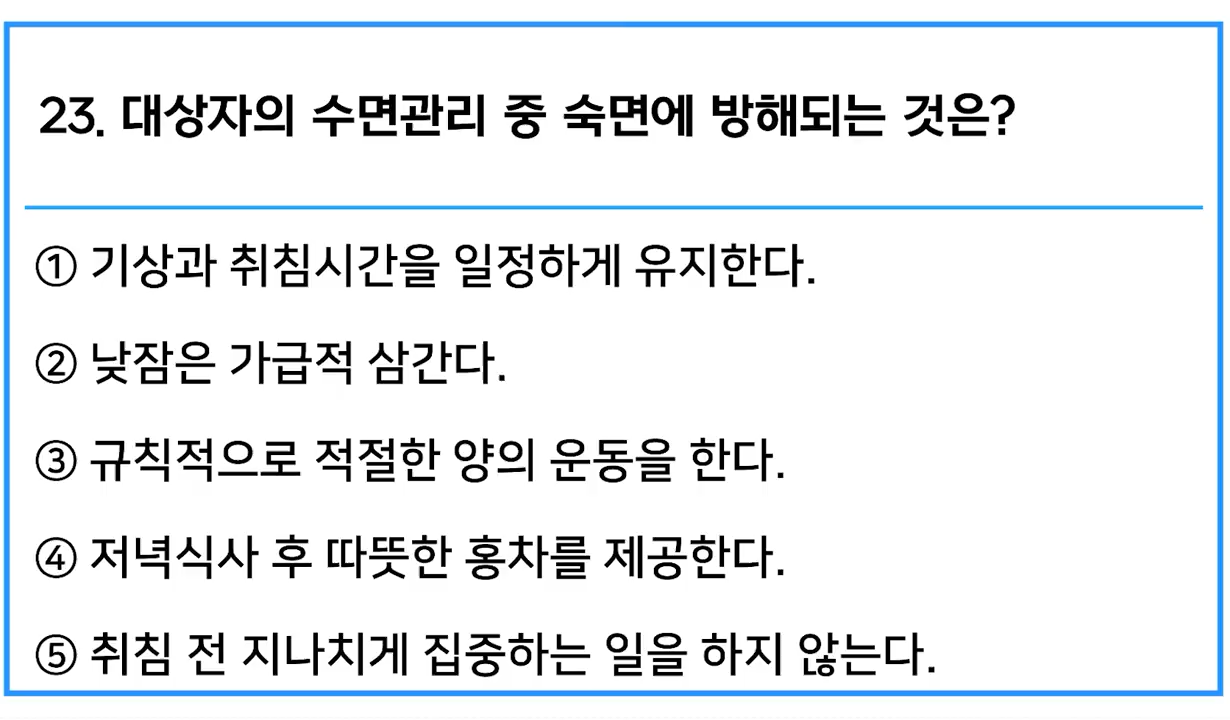 23. 대상자의 수면관리 중 숙면에 방해되는 것은?
① 기상과 취침시간을 일정하게 유지한다.
② 낮잠은 가급적 삼간다.
③ 규칙적으로 적절한 양의 운동을 한다.
④ 저녁식사 후 따뜻한 홍차를 제공한다.
⑤ 취침 전 지나치게 집중하는 일을 하지 않는다.